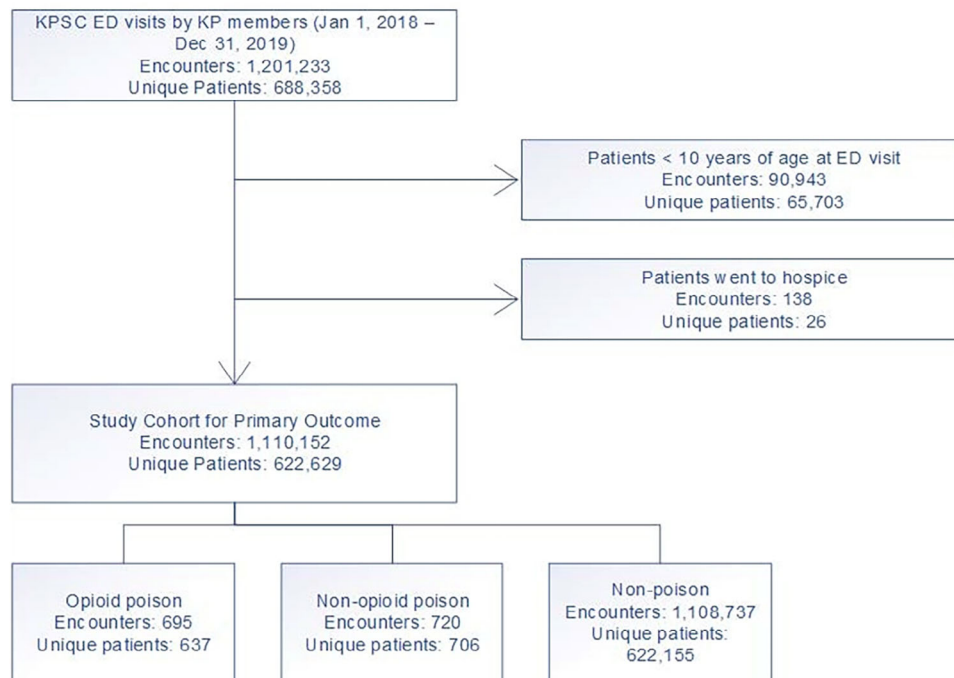 KPSC ED visits by KP members (Jan 1, 2018 –
Dec 31, 2019)
Encounters: 1,201,233
Unique Patients: 688,358
Patients < 10 years of age at ED visit
Encounters: 90,943
Unique patients: 65,703
Patients went to hospice
Encounters: 138
Unique patients: 26
Study Cohort for Primary Outcome
Encounters: 1,110,152
Unique Patients: 622,629
Opioid poison
Encounters: 695
Unique patients: 637
Non-opioid poison
Encounters: 720
Unique patients: 706
Non-poison
Encounters: 1,108,737
Unique patients:
622,155